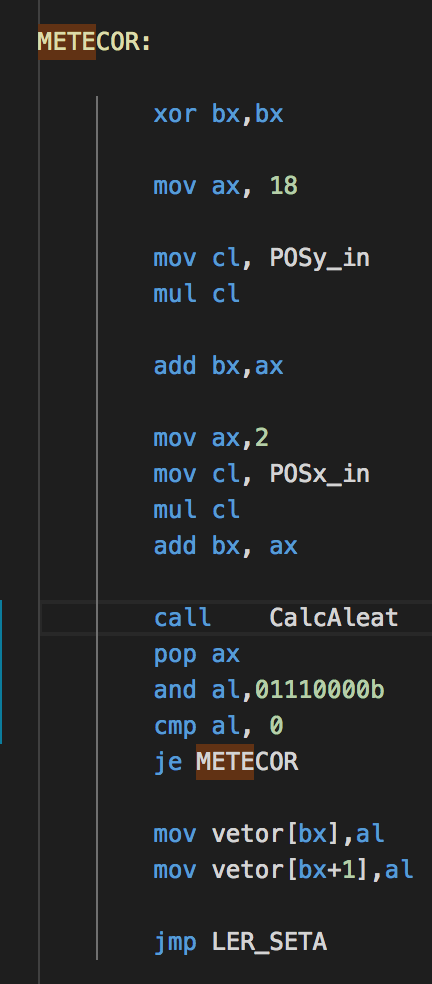 METECOR:
xor bx,bx
mov ax, 18
mov cl, POSy_in
mul cl
add bx,ax
mov ax,2
mov cl, POSx_in
mul cl
add bx, ax
call    CalcAleat
pop ax
and al,01110000b
cmp al, 0
je METECOR
mov vetor[bx],al
mov vetor[bx+1],al
jmp LER_SETA